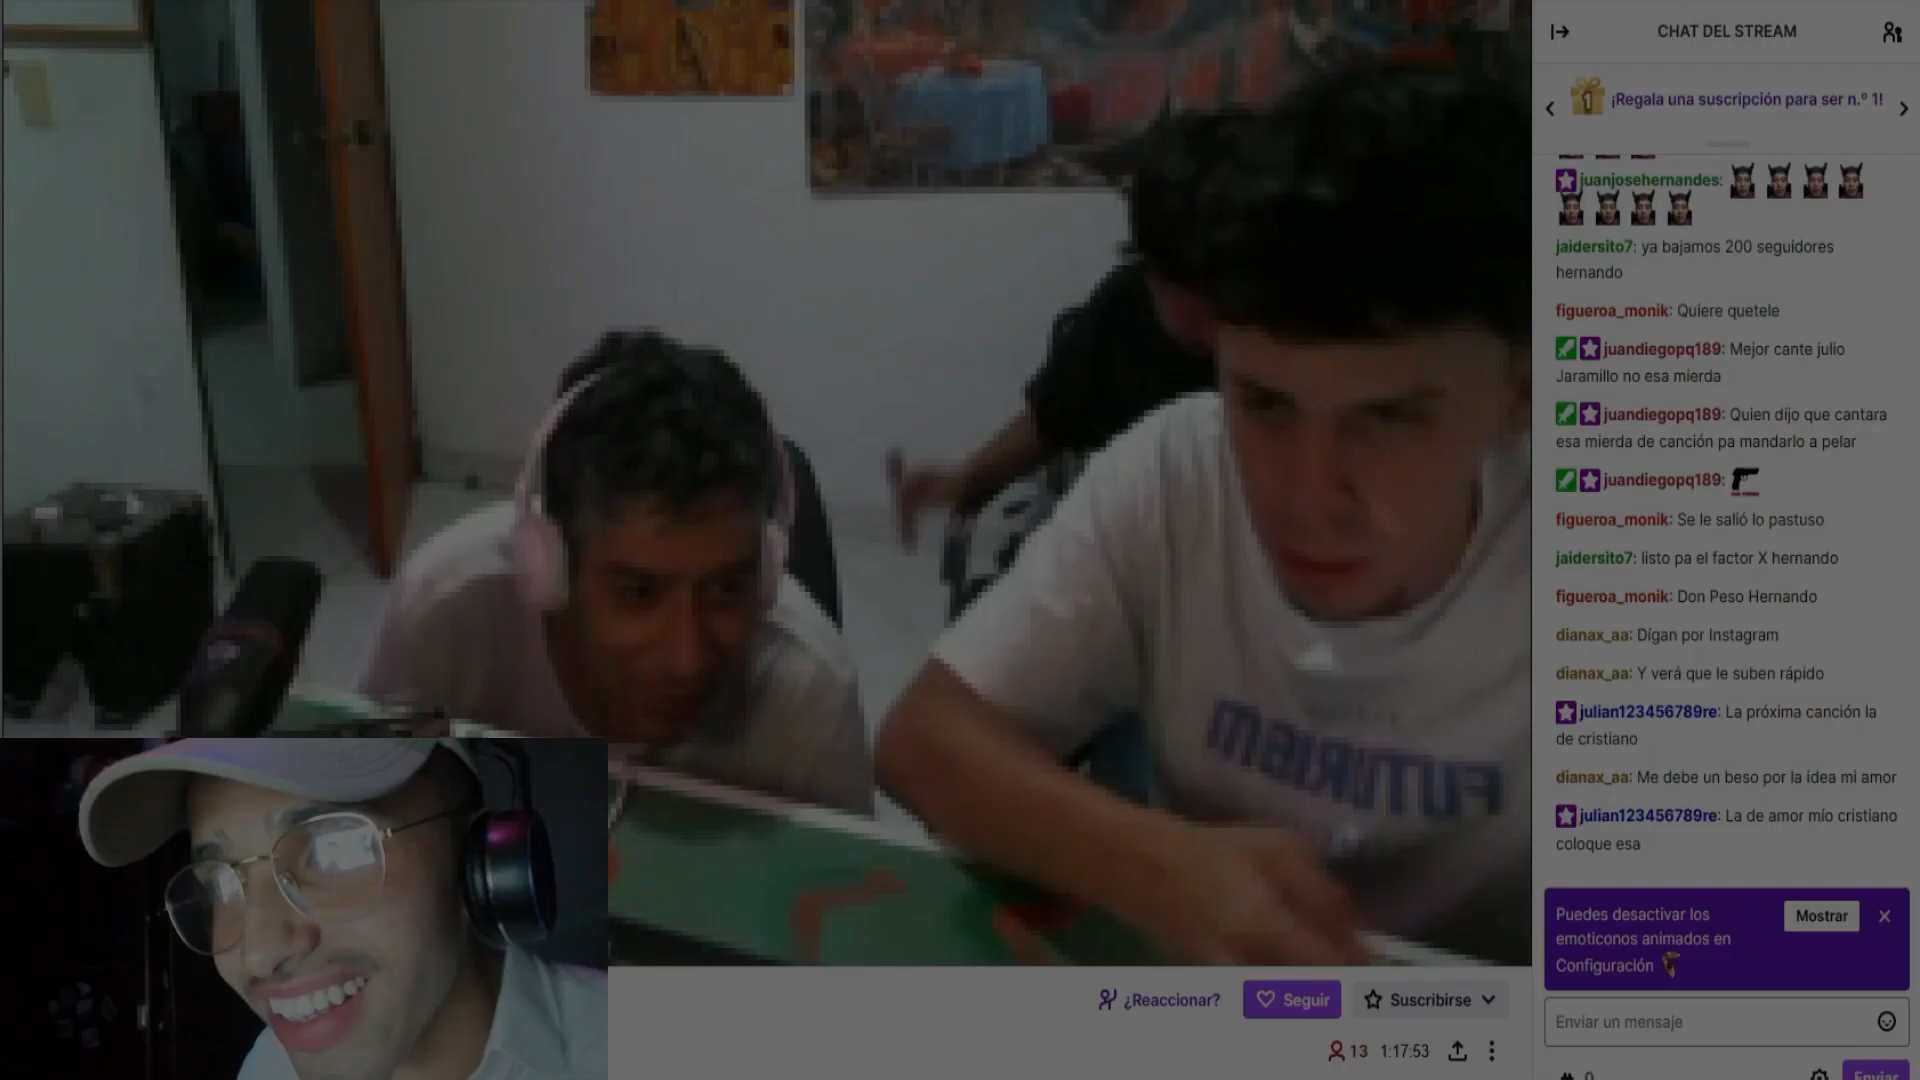 CHAT DEL STREAM
1
¡Regala una suscripción para ser n.º 1!
juanjosehernandes:
jaidersito7: ya bajamos 200 seguidores
hernando
figueroa_monik: Quiere quetele
juandiegopq189: Mejor cante julio
Jaramillo no esa mierda
juandiegopq189: Quien dijo que cantara
esa mierda de canción pa mandarlo a pelar
juandiegopq189:
figueroa_monik: Se le salió lo pastuso
jaidersito7: listo pa el factor X hernando
figueroa_monik: Don Peso Hernando
dianax_aa: Dígan por Instagram
dianax_aa: Y verá que le suben rápido
julian123456789re: La próxima canción la
de cristiano
dianax_aa: Me debe un beso por la idea mi amor
julian123456789re: La de amor mío cristiano
coloque esa
Puedes desactivar los
emoticonos animados en
Configuración
Mostrar
Enviar un mensaje
0
Enviar
FUTURISM
¿Reaccionar?
Seguir
Suscribirse
13 1:17:53